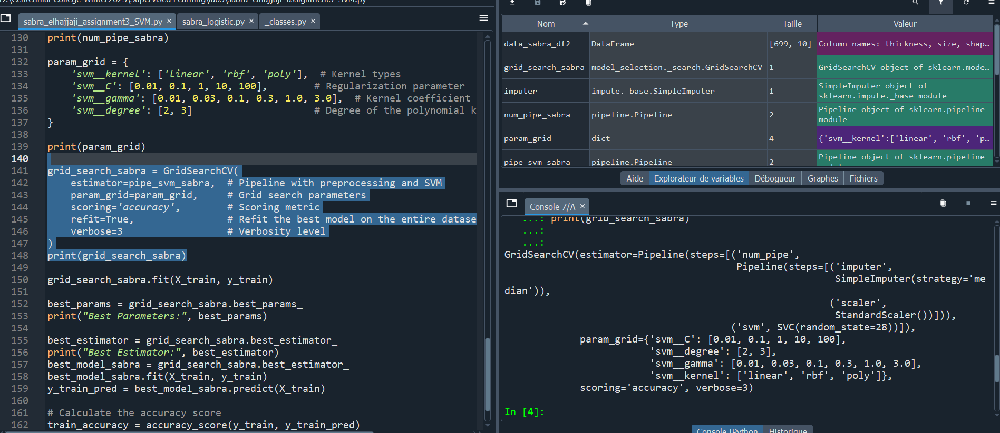 D:\Centennial College-Winter2025\Supervised Learning\lab3\sabra_elhajjaji_assignment3_SVM.py
sabra_elhajjaji_assignment3_SVM.py ×
sabra_logistic.py ×
_classes.py ×
130 print(num_pipe_sabra)
131
132 param_grid = {
133 'svm__kernel': ['linear', 'rbf', 'poly'], # Kernel types
134 'svm__C': [0.01, 0.1, 1, 10, 100], # Regularization parameter
135 'svm__gamma': [0.01, 0.03, 0.1, 0.3, 1.0, 3.0], # Kernel coefficient
136 'svm__degree': [2, 3] # Degree of the polynomial k
137 }
138
139 print(param_grid)
140
141 grid_search_sabra = GridSearchCV(
142 estimator=pipe_svm_sabra, # Pipeline with preprocessing and SVM
143 param_grid=param_grid, # Grid search parameters
144 scoring='accuracy', # Scoring metric
145 refit=True, # Refit the best model on the entire datase
146 verbose=3 # Verbosity level
147 )
148 print(grid_search_sabra)
149
150 grid_search_sabra.fit(X_train, y_train)
151
152 best_params = grid_search_sabra.best_params_
153 print("Best Parameters:", best_params)
154
155 best_estimator = grid_search_sabra.best_estimator_
156 print("Best Estimator:", best_estimator)
157 best_model_sabra = grid_search_sabra.best_estimator_
158 best_model_sabra.fit(X_train, y_train)
159 y_train_pred = best_model_sabra.predict(X_train)
160
161 # Calculate the accuracy score
162 train_accuracy = accuracy_score(y_train, y_train_pred)
Nom Type Taille Valeur
data_sabra_df2 DataFrame [699, 10] Column names: thickness, size, shap…
grid_search_sabra model_selection._search.GridSearchCV 1 GridSearchCV object of sklearn.mode…
imputer impute._base.SimpleImputer 1 SimpleImputer object of
sklearn.impute._base module
num_pipe_sabra pipeline.Pipeline 2 Pipeline object of sklearn.pipeline
module
param_grid dict 4 {'svm__kernel':['linear', 'rbf', 'p…
pipe_svm_sabra pipeline.Pipeline 2 Pipeline object of sklearn.pipeline
module
Aide Explorateur de variables Débogueur Graphes Fichiers
Console 7/A ×
...: print(grid_search_sabra)
...:
...:
GridSearchCV(estimator=Pipeline(steps=[('num_pipe',
Pipeline(steps=[('imputer',
SimpleImputer(strategy='me
dian')),
('scaler',
StandardScaler())])),
('svm', SVC(random_state=28))]),
param_grid={'svm__C': [0.01, 0.1, 1, 10, 100],
'svm__degree': [2, 3],
'svm__gamma': [0.01, 0.03, 0.1, 0.3, 1.0, 3.0],
'svm__kernel': ['linear', 'rbf', 'poly']},
scoring='accuracy', verbose=3)
In [4]:
Console IPython Historique